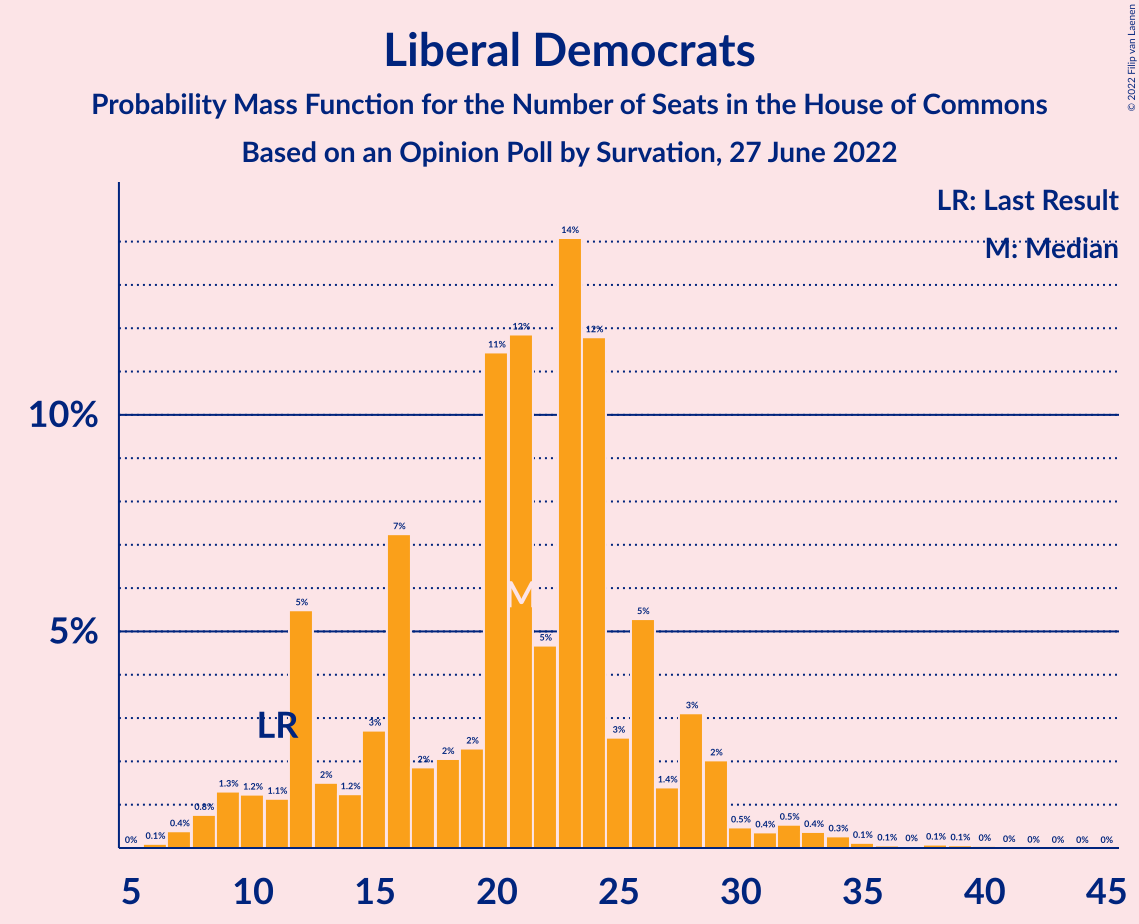 Liberal Democrats
Probability Mass Function for the Number of Seats in the House of Commons
Based on an Opinion Poll by Survation, 27 June 2022
© 2022 Filip van Laenen
LR: Last Result
M: Median
10%
5%
0% 0.1% 0.4% 0.8% 1.3% 1.2% 1.1% 5% 2% 1.2% 3% 7% 2% 2% 2% 11% 12% 5% 14% 12% 3% 5% 1.4% 3% 2% 0.5% 0.4% 0.5% 0.4% 0.3% 0.1% 0.1% 0% 0.1% 0.1% 0% 0% 0% 0% 0% 0%
LR
M
5 10 15 20 25 30 35 40 45